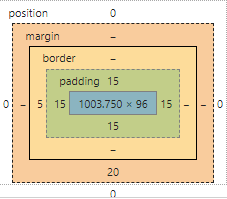 position 0
margin –
border –
padding 15
0 – 5 15 1003.750 × 96 15 – – 0
15
–
20
0